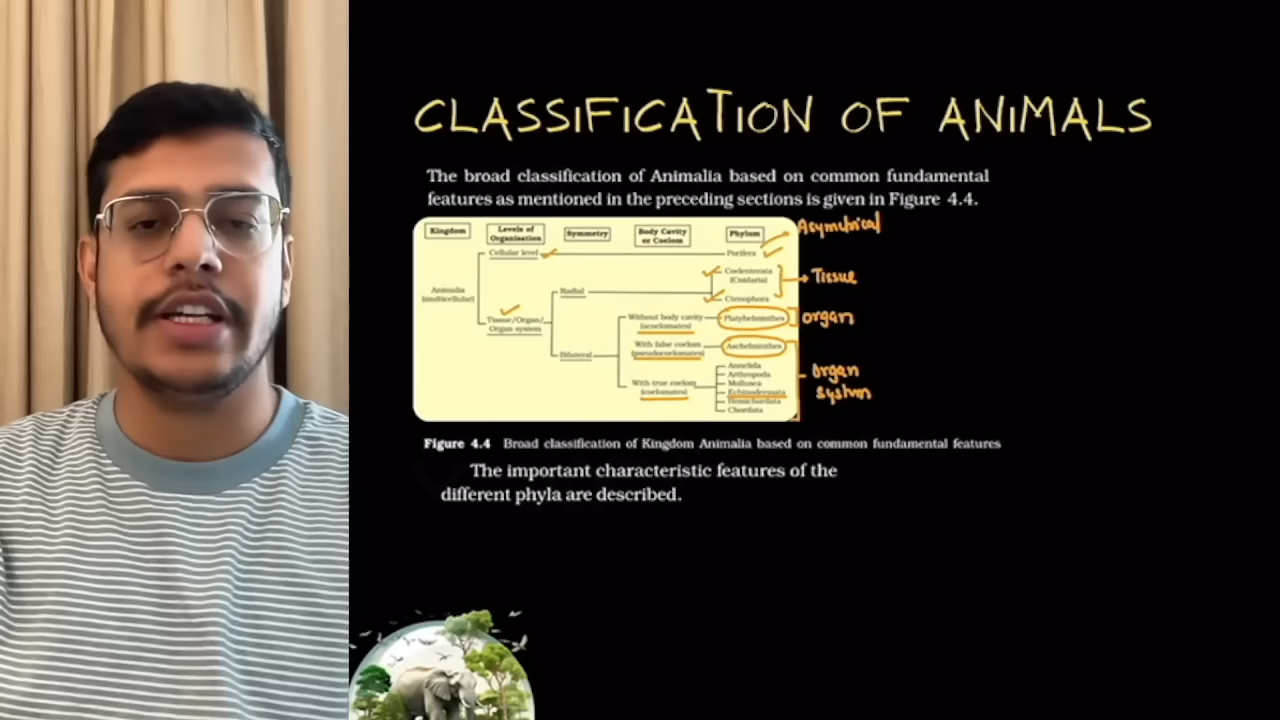 CLASSIFICATION OF ANIMALS
The broad classification of Animalia based on common fundamental
features as mentioned in the preceding sections is given in Figure 4.4.
Kingdom
Levels of
Organisation
Symmetry
Body Cavity
or Coelom
Phylum
Asymetrical
Cellular level
Porifera
Coelenterata
(Cnidaria)
Tissue
Animalia
(multicellular)
Radial
Ctenophora
Tissue/Organ/
Organ system
Without body cavity
(acoelomates)
Platyhelminthes
organ
With false coelom
(pseudocoelomates)
Aschelminthes
Bilateral
Annelida
Arthropoda
Mollusca
Echinodermata
Hemichordata
Chordata
With true coelom
(coelomates)
Organ
System
Figure 4.4 Broad classification of Kingdom Animalia based on common fundamental features
The important characteristic features of the
different phyla are described.